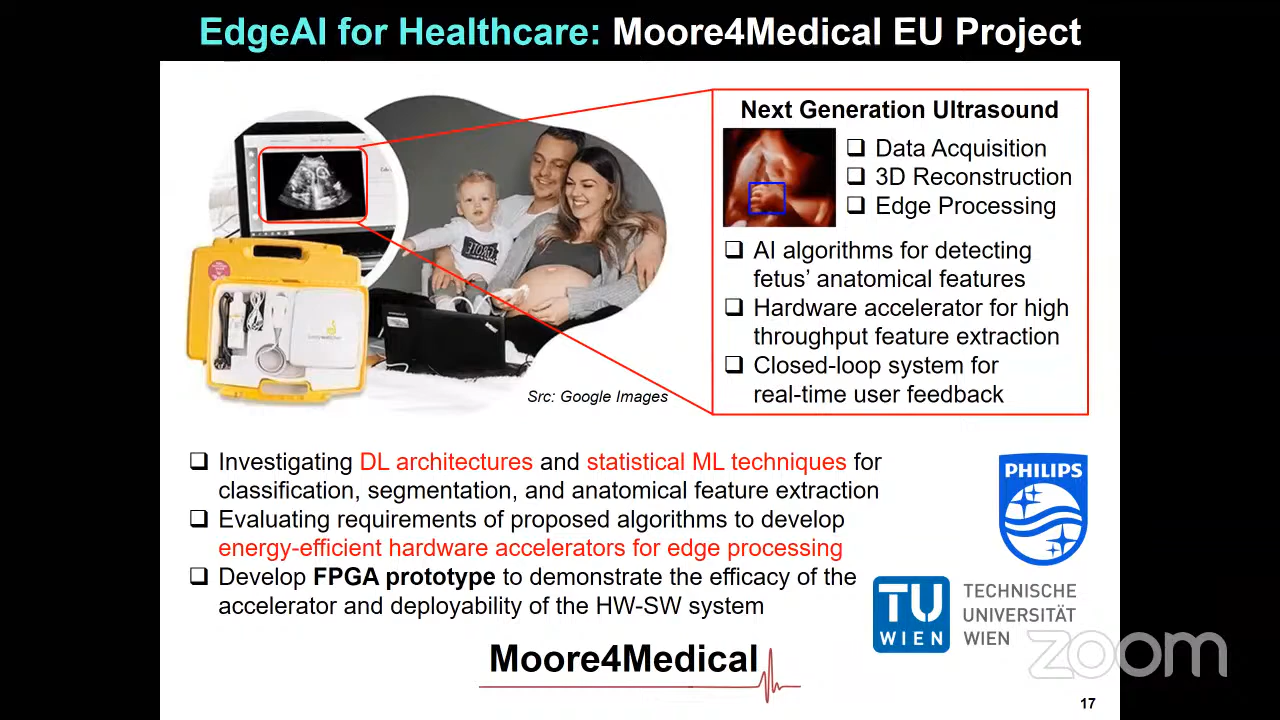 EdgeAI for Healthcare: Moore4Medical EU Project
Next Generation Ultrasound
❑ Data Acquisition
❑ 3D Reconstruction
❑ Edge Processing
❑ AI algorithms for detecting
fetus' anatomical features
❑ Hardware accelerator for high
throughput feature extraction
❑ Closed-loop system for
real-time user feedback
Src: Google Images
❑ Investigating DL architectures and statistical ML techniques for
classification, segmentation, and anatomical feature extraction
❑ Evaluating requirements of proposed algorithms to develop
energy-efficient hardware accelerators for edge processing
❑ Develop FPGA prototype to demonstrate the efficacy of the
accelerator and deployability of the HW-SW system
PHILIPS
TU
WIEN
TECHNISCHE
UNIVERSITÄT
WIEN
zoom
Moore4Medical
17